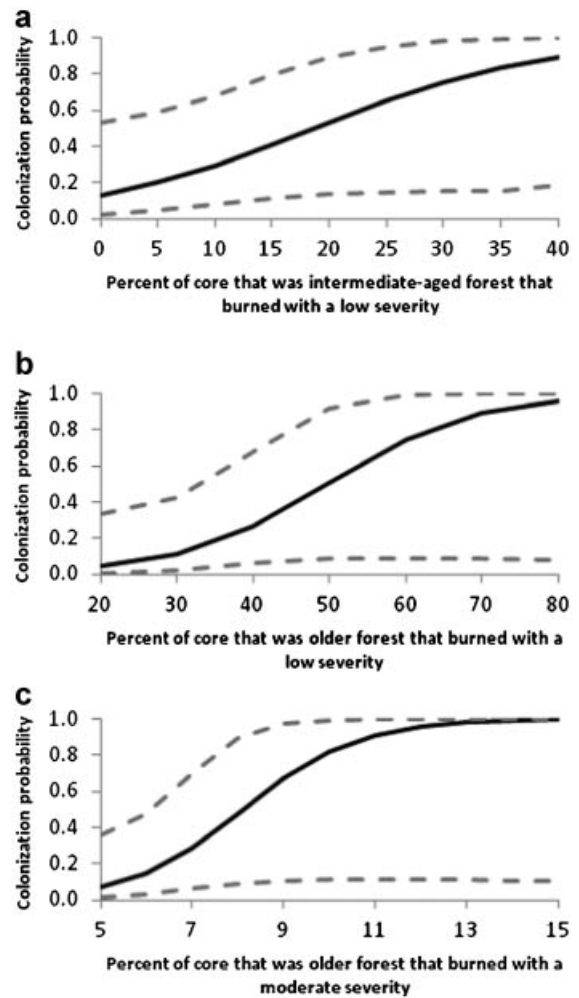 a
Colonization probability
1.0
0.8
0.6
0.4
0.2
0.0
0 5 10 15 20 25 30 35 40
Percent of core that was intermediate-aged forest that
burned with a low severity
b
Colonization probability
1.0
0.8
0.6
0.4
0.2
0.0
20 30 40 50 60 70 80
Percent of core that was older forest that burned with a
low severity
c
Colonization probability
1.0
0.8
0.6
0.4
0.2
0.0
5 7 9 11 13 15
Percent of core that was older forest that burned with a
moderate severity